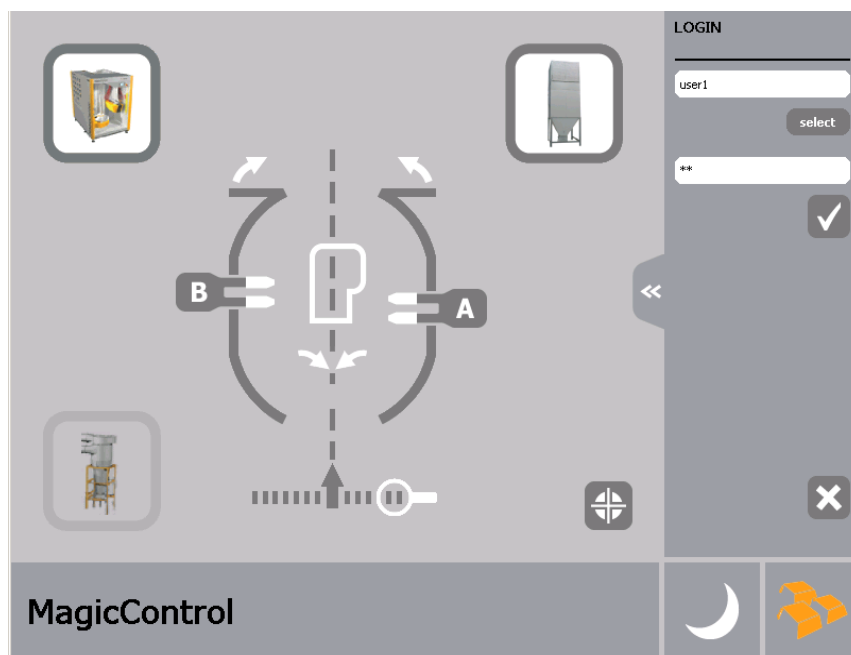 LOGIN
user1
select
**
B
A
<<
MagicControl